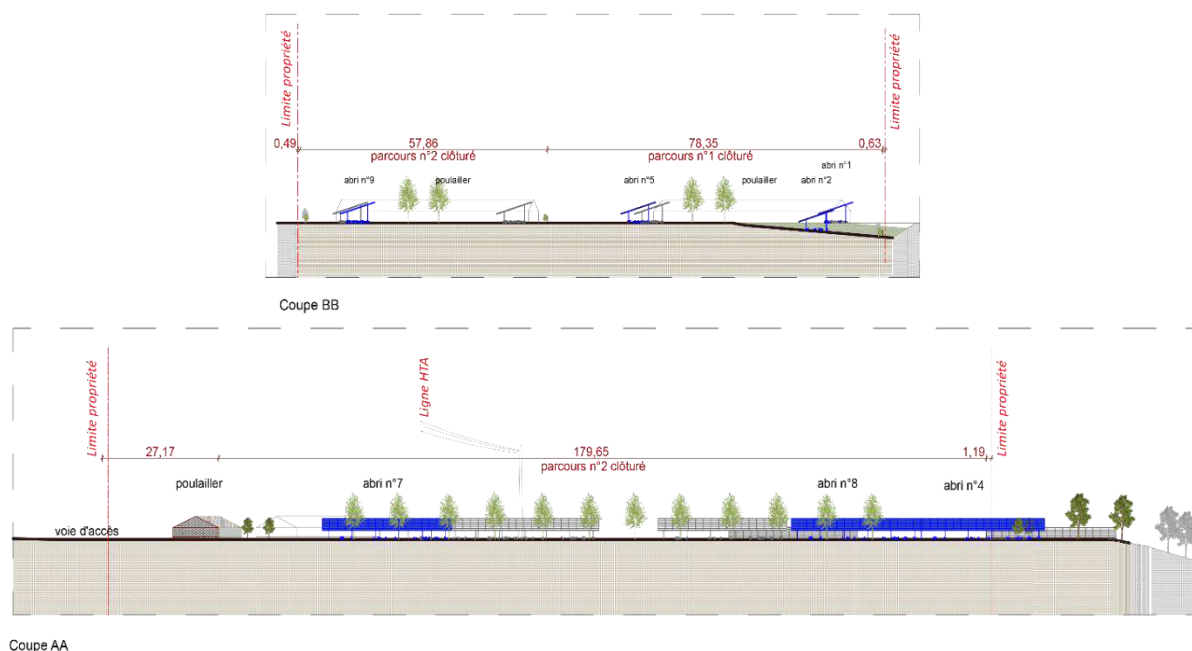 Limite propriété
Limite propriété
0,49
57,86
78,35
0,63
parcours n°2 clôturé
parcours n°1 clôturé
abri n°1
abri n°9
poulailler
abri n°5
poulailler
abri n°2
Coupe BB
Limite propriété
Ligne HTA
Limite propriété
27,17
179,65
1,19
parcours n°2 clôturé
poulailler
abri n°7
abri n°8
abri n°4
voie d'accès
Coupe AA